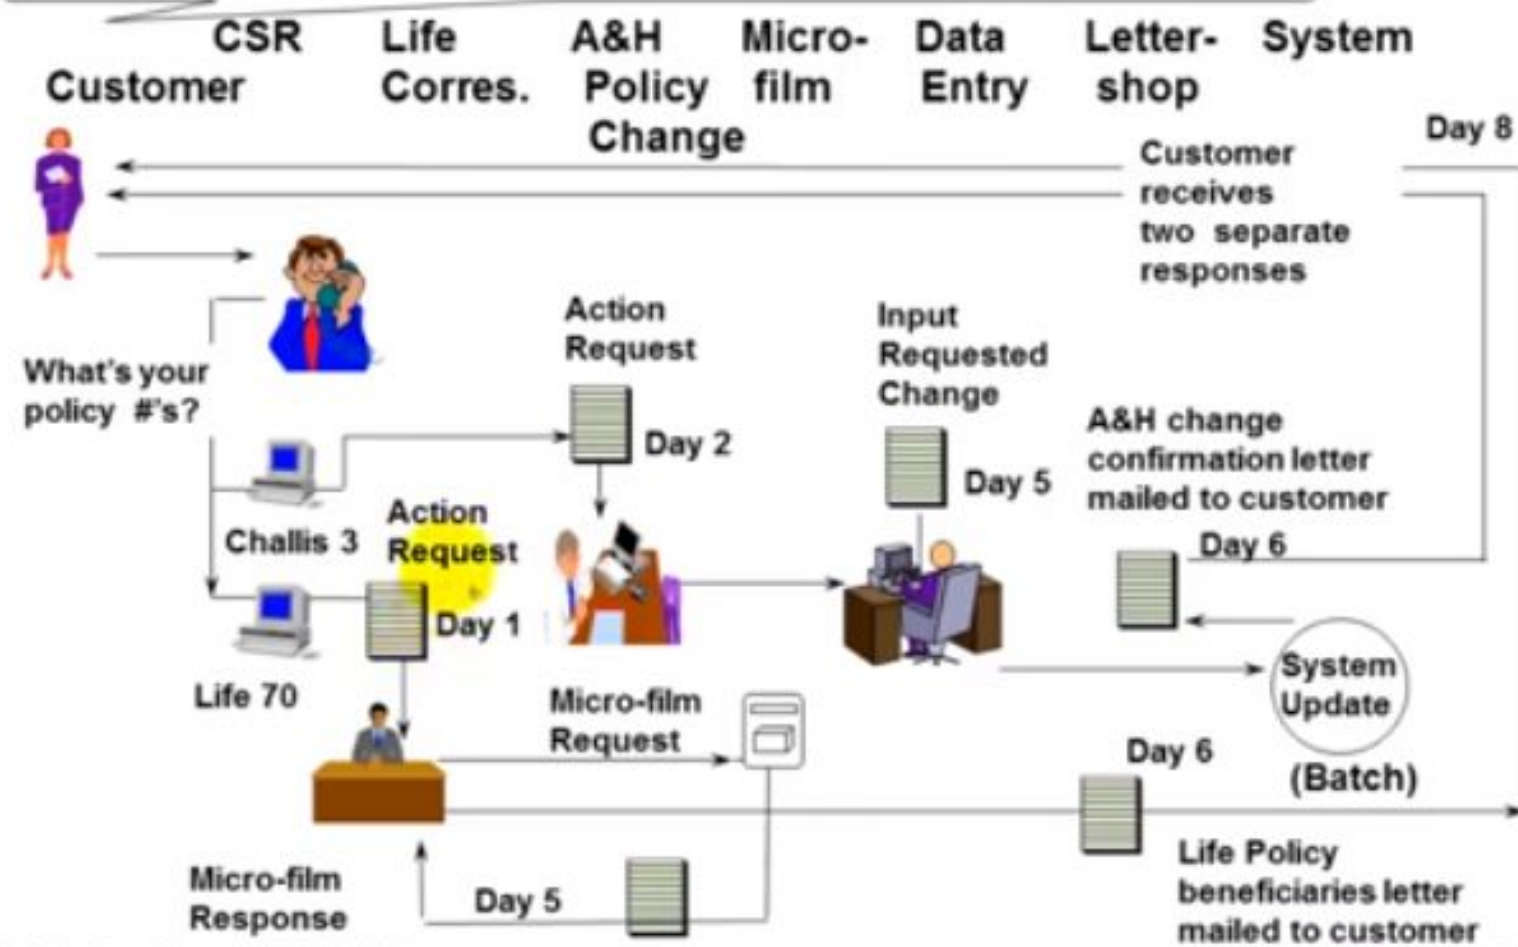 CSR
Life
A&H
Micro-
Data
Letter-
System
Customer
Corres.
Policy
film
Entry
shop
Change
Day 8
Customer
receives
two separate
responses
Action
Request
Input
Requested
Change
What's your
policy #'s?
Day 2
A&H change
confirmation letter
mailed to customer
Day 5
Action
Request
Challis 3
Day 6
Day 1
System
Update
Life 70
Micro-film
Request
Day 6
(Batch)
Life Policy
beneficiaries letter
mailed to customer
Micro-film
Response
Day 5